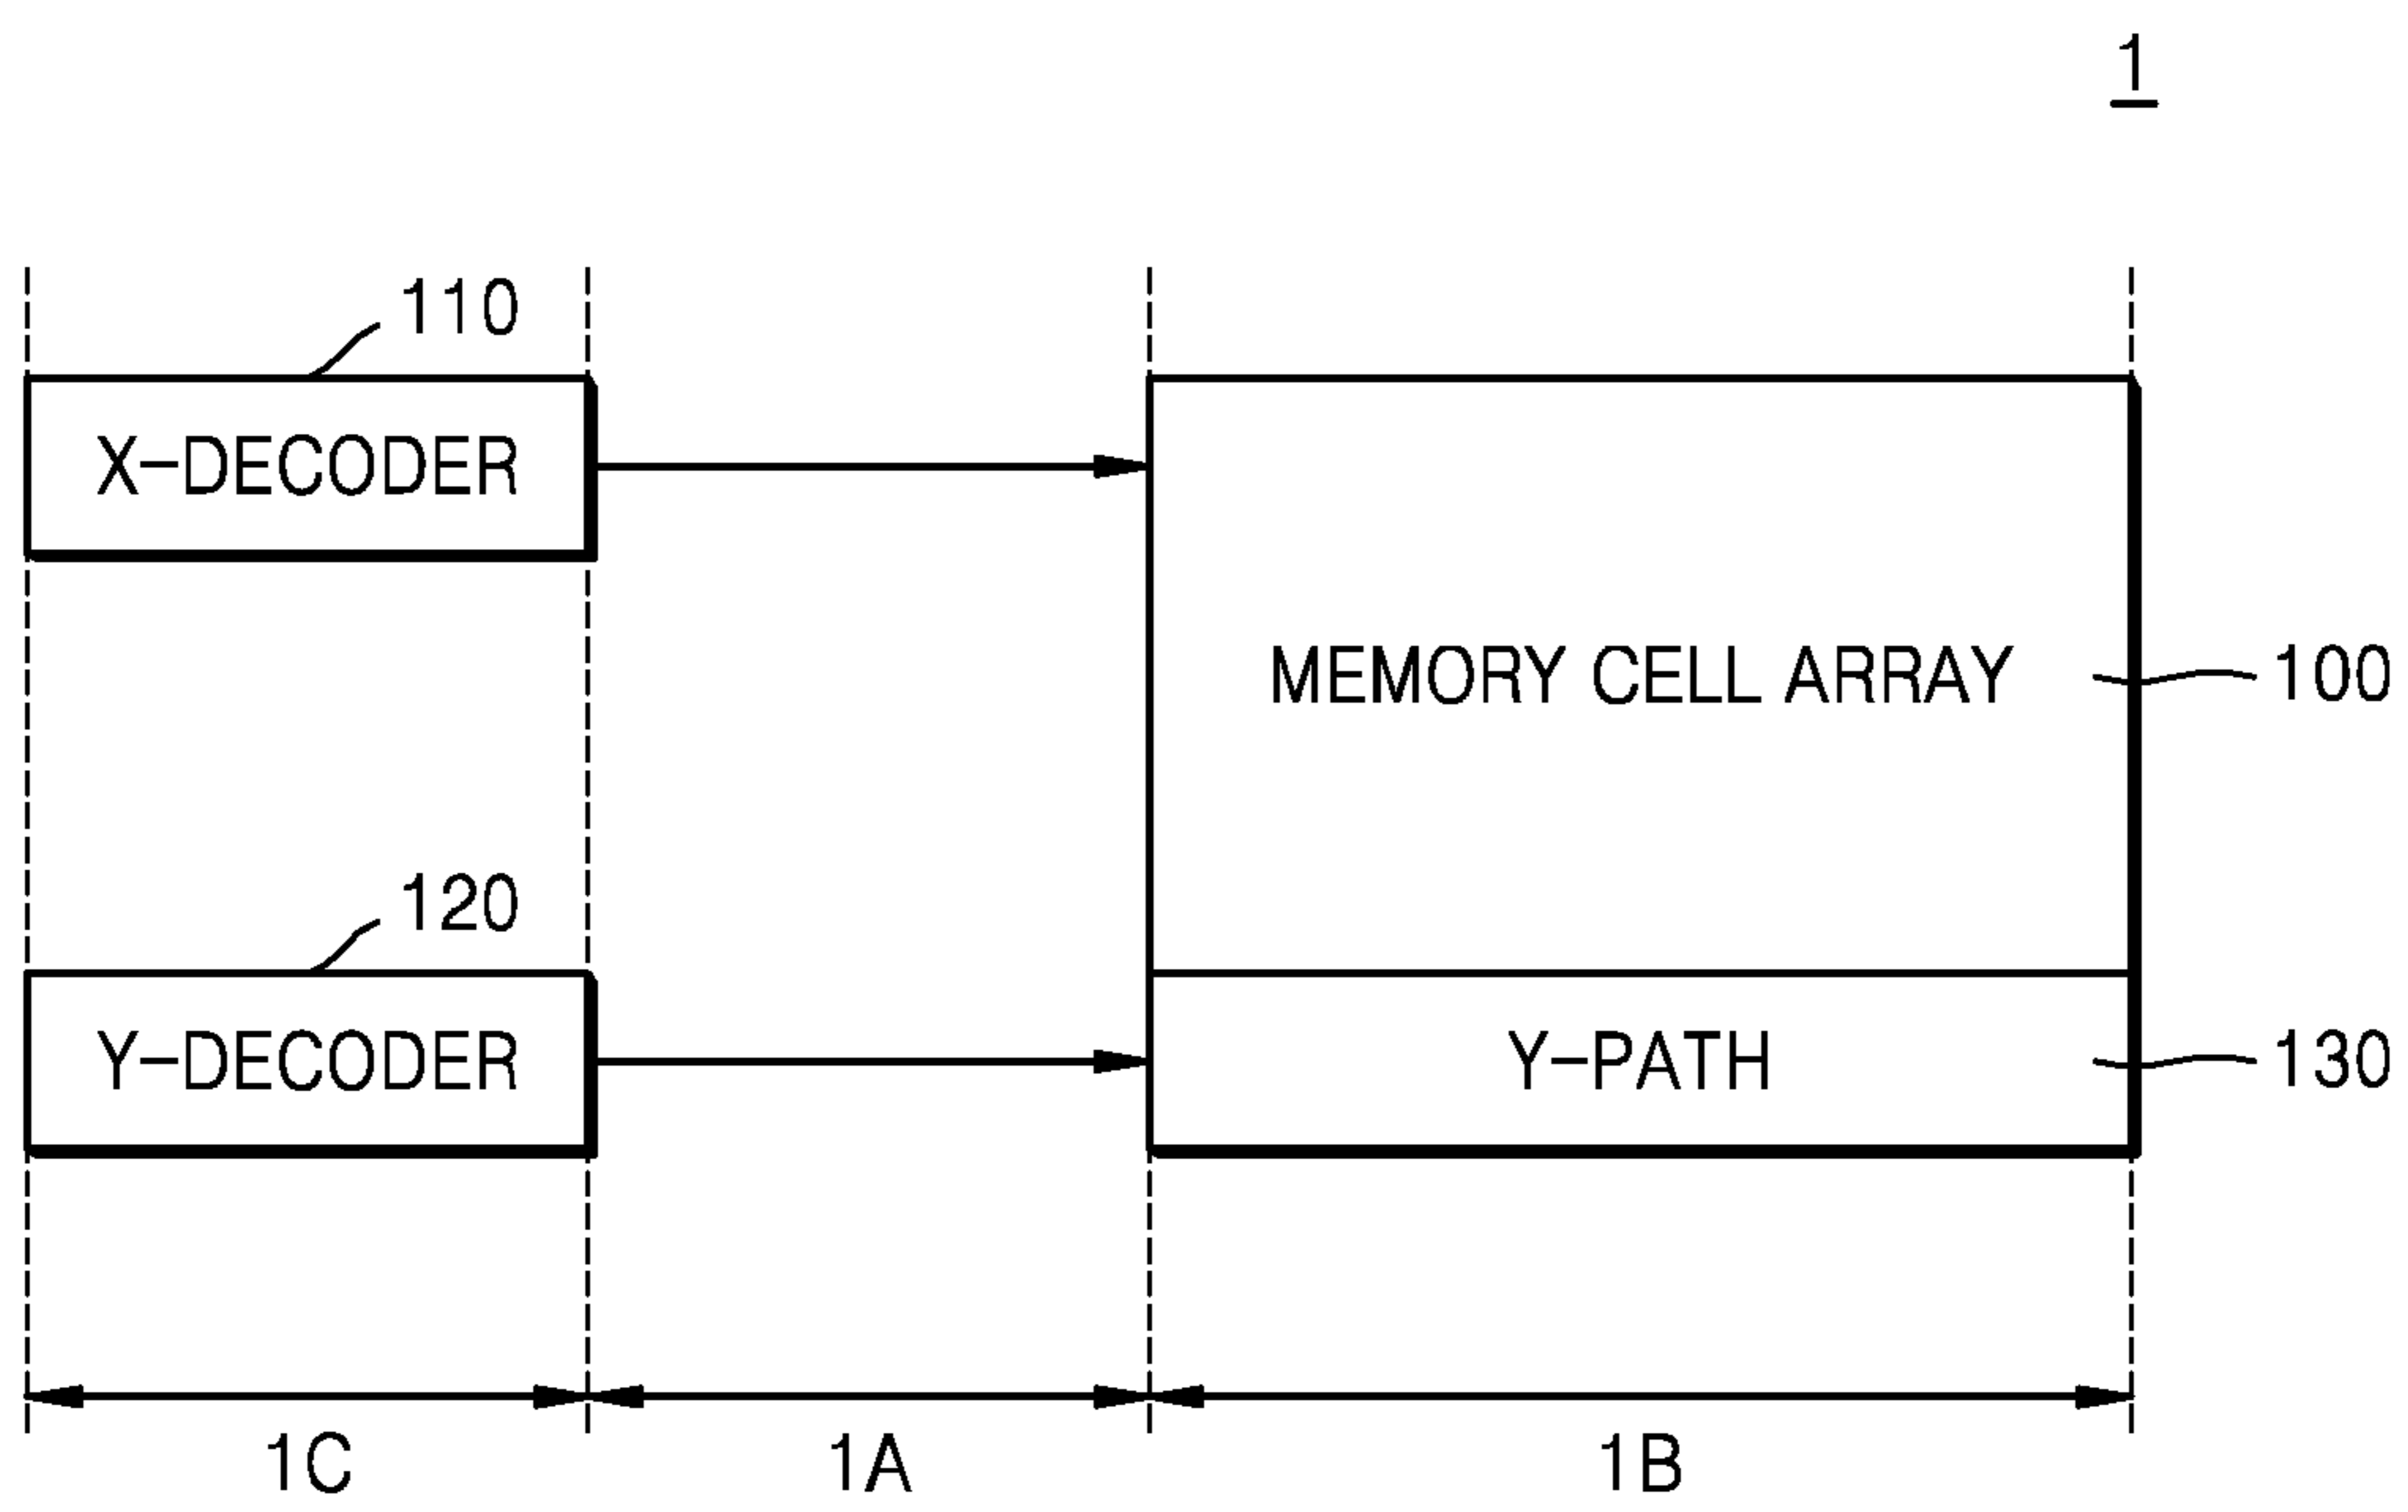 1
110
X-DECODER
MEMORY CELL ARRAY
100
120
Y-DECODER
Y-PATH
130
1C
1A
1B